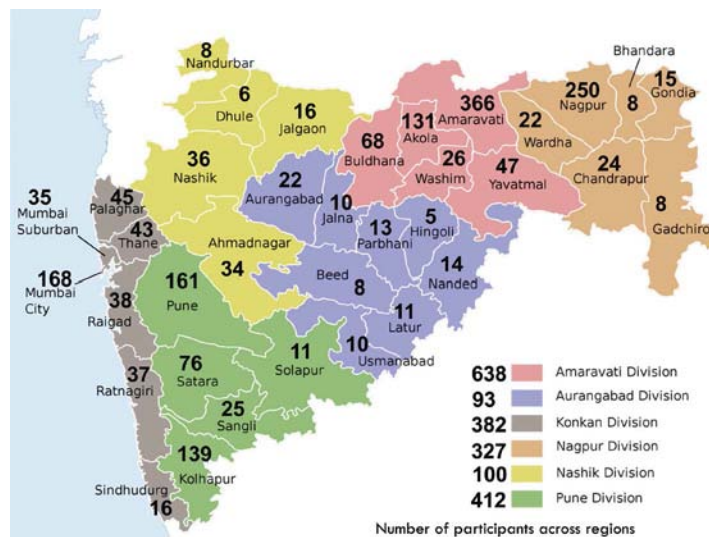 8
Nandurbar
6
Dhule
16
Jalgaon
36
Nashik
Ahmadnagar
34
68
Buldhana
131
Akola
366
Amaravati
26
Washim
47
Yavatmal
22
Wardha
250
Nagpur
Bhandara
8
15
Gondia
24
Chandrapur
8
Gadchiro
22
Aurangabad
10
Jalna
13
Parbhani
5
Hingoli
14
Nanded
Beed
8
11
Latur
10
Usmanabad
35
Mumbai
Suburban
45
Palaghar
43
Thane
168
Mumbai
City
38
Raigad
37
Ratnagiri
Sindhudurg
16
161
Pune
76
Satara
11
Solapur
25
Sangli
139
Kolhapur
638 Amaravati Division
93 Aurangabad Division
382 Konkan Division
327 Nagpur Division
100 Nashik Division
412 Pune Division
Number of participants across regions